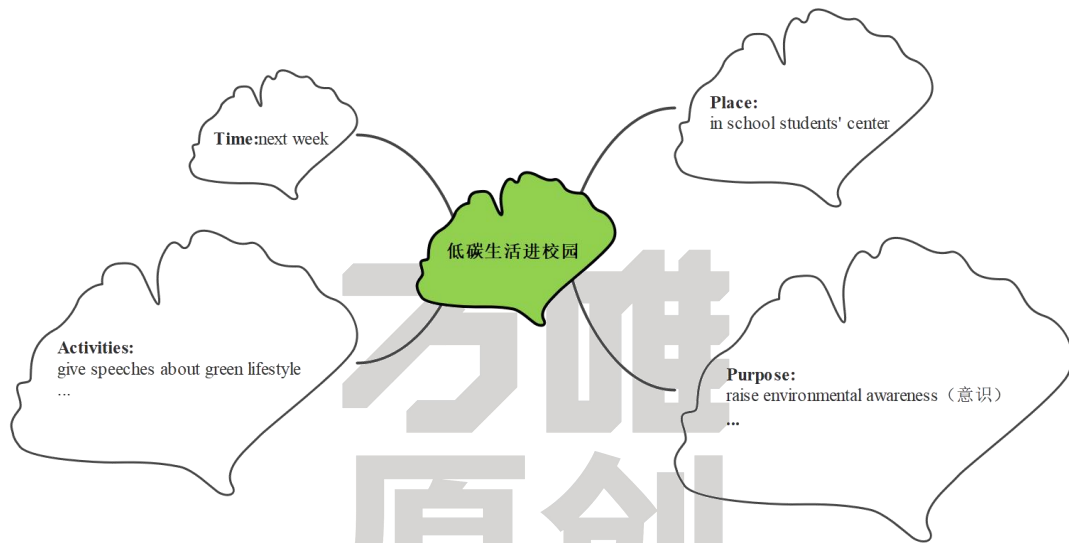 Time:next week
Place:
in school students' center
低碳生活进校园
Activities:
give speeches about green lifestyle
...
Purpose:
raise environmental awareness（意识）
...
万唯
原创